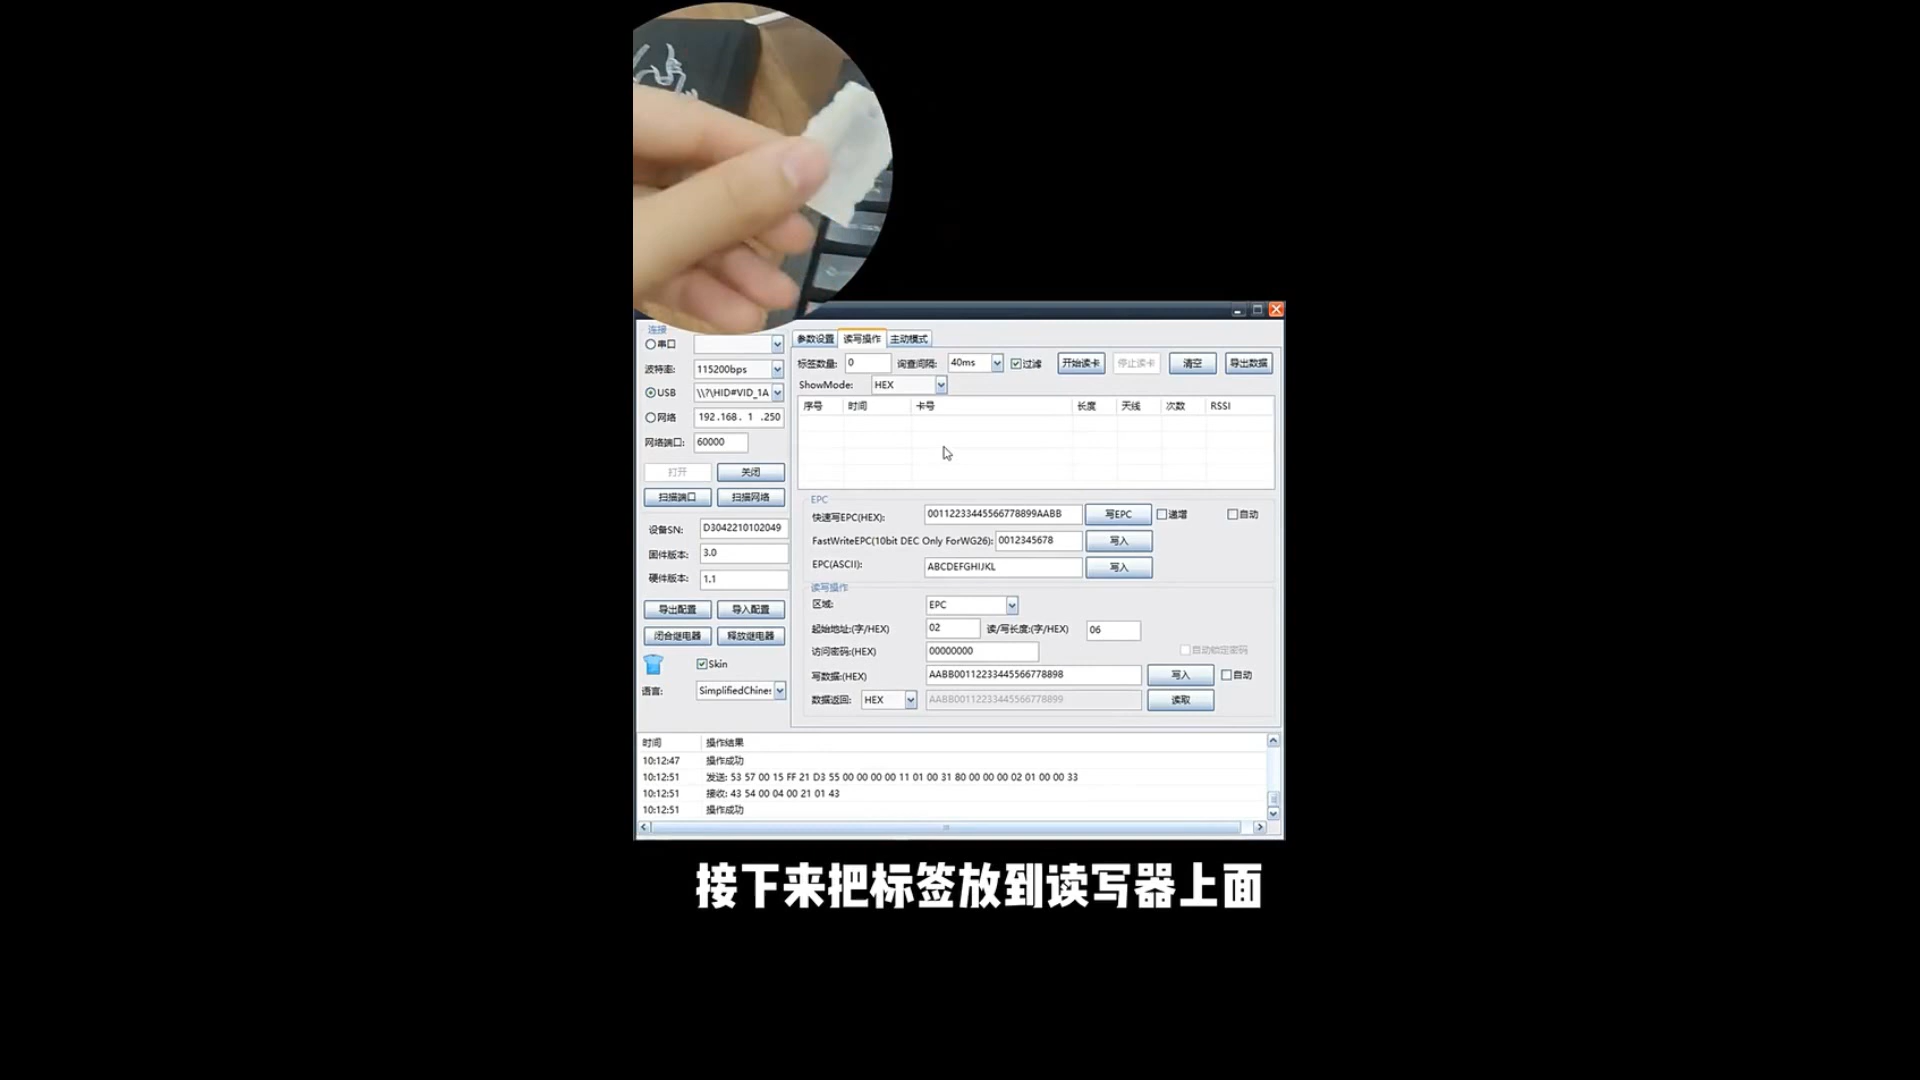 连接
串口
波特率: 115200bps
USB \\?\HID#VID_1A
网络 192.168. 1 .250
网络端口: 60000
打开 关闭
扫描端口 扫描网络
设备SN: D3042210102049
固件版本: 3.0
硬件版本: 1.1
导出配置 导入配置
闭合继电器 释放继电器
Skin
语言: SimplifiedChine:
参数设置 读写操作 主动模式
标签数量: 0 询查间隔: 40ms 过滤 开始读卡 停止读卡 清空 导出数据
ShowMode: HEX
序号 时间 卡号 长度 天线 次数 RSSI
EPC
快速写EPC(HEX): 00112233445566778899AABB 写EPC 递增 自动
FastWriteEPC(10bit DEC Only ForWG26): 0012345678 写入
EPC(ASCII): ABCDEFGHIJKL 写入
读写操作
区域: EPC
起始地址:(字/HEX) 02 读/写长度:(字/HEX) 06
访问密码:(HEX) 00000000 自动锁定密码
写数据:(HEX) AABB00112233445566778898 写入 自动
数据返回: HEX AABB00112233445566778899 读取
时间 操作结果
10:12:47 操作成功
10:12:51 发送: 53 57 00 15 FF 21 D3 55 00 00 00 00 11 01 00 31 80 00 00 00 02 01 00 00 33
10:12:51 接收: 43 54 00 04 00 21 01 43
10:12:51 操作成功
接下来把标签放到读写器上面